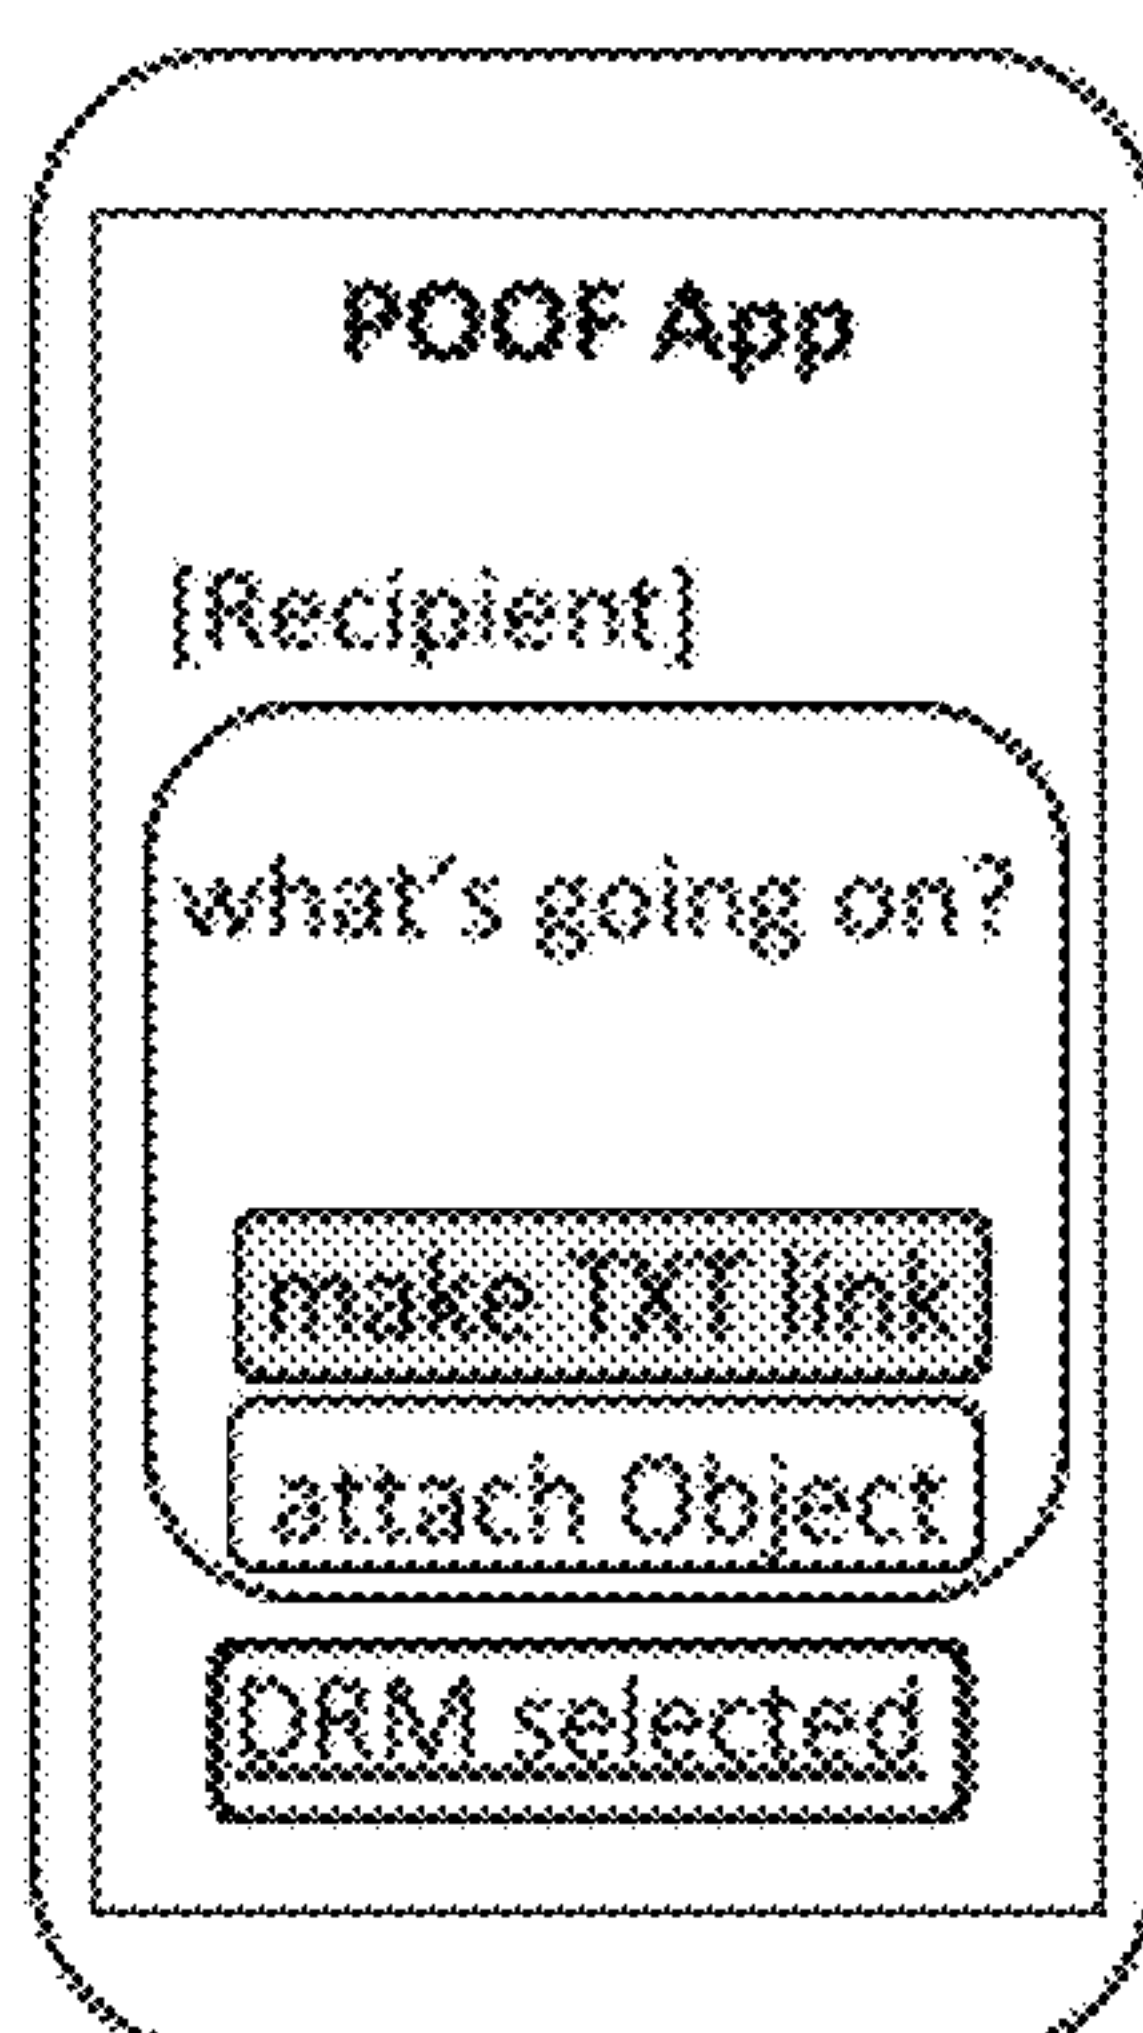 POOF App
[Recipient]
what's going on?
make TXT link
attach Object
DRM selected